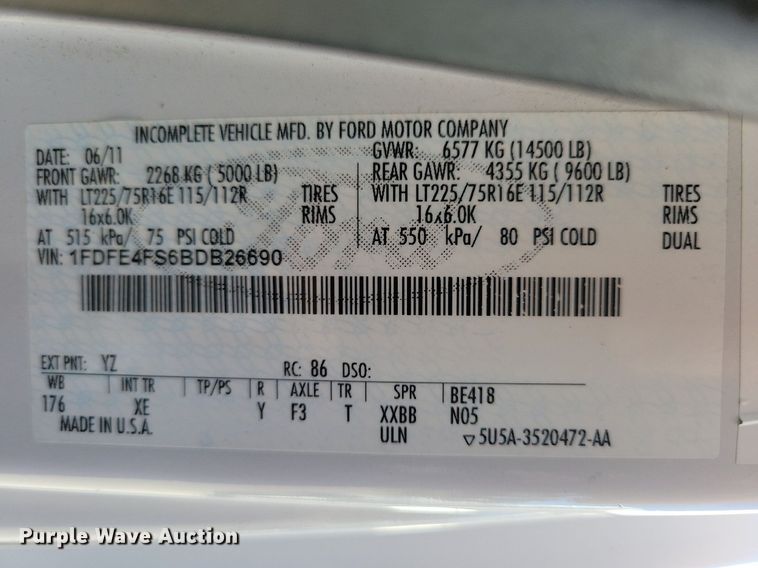 INCOMPLETE VEHICLE MFD. BY FORD MOTOR COMPANY
DATE: 06/11 GVWR: 6577 KG (14500 LB)
FRONT GAWR: 2268 KG ( 5000 LB) REAR GAWR: 4355 KG ( 9600 LB)
WITH LT225/75R16E 115/112R TIRES WITH LT225/75R16E 115/112R TIRES
16x6.0K RIMS 16x6.0K RIMS
AT 515 kPa/ 75 PSI COLD AT 550 kPa/ 80 PSI COLD DUAL
VIN: 1FDFE4FS6BDB26690
Ford
EXT PNT: YZ RC: 86 DSO:
WB INT TR TP/PS R AXLE TR SPR BE418
176 XE Y F3 T XXBB N05
MADE IN U.S.A. ULN ▽5U5A-3520472-AA
Purple Wave Auction